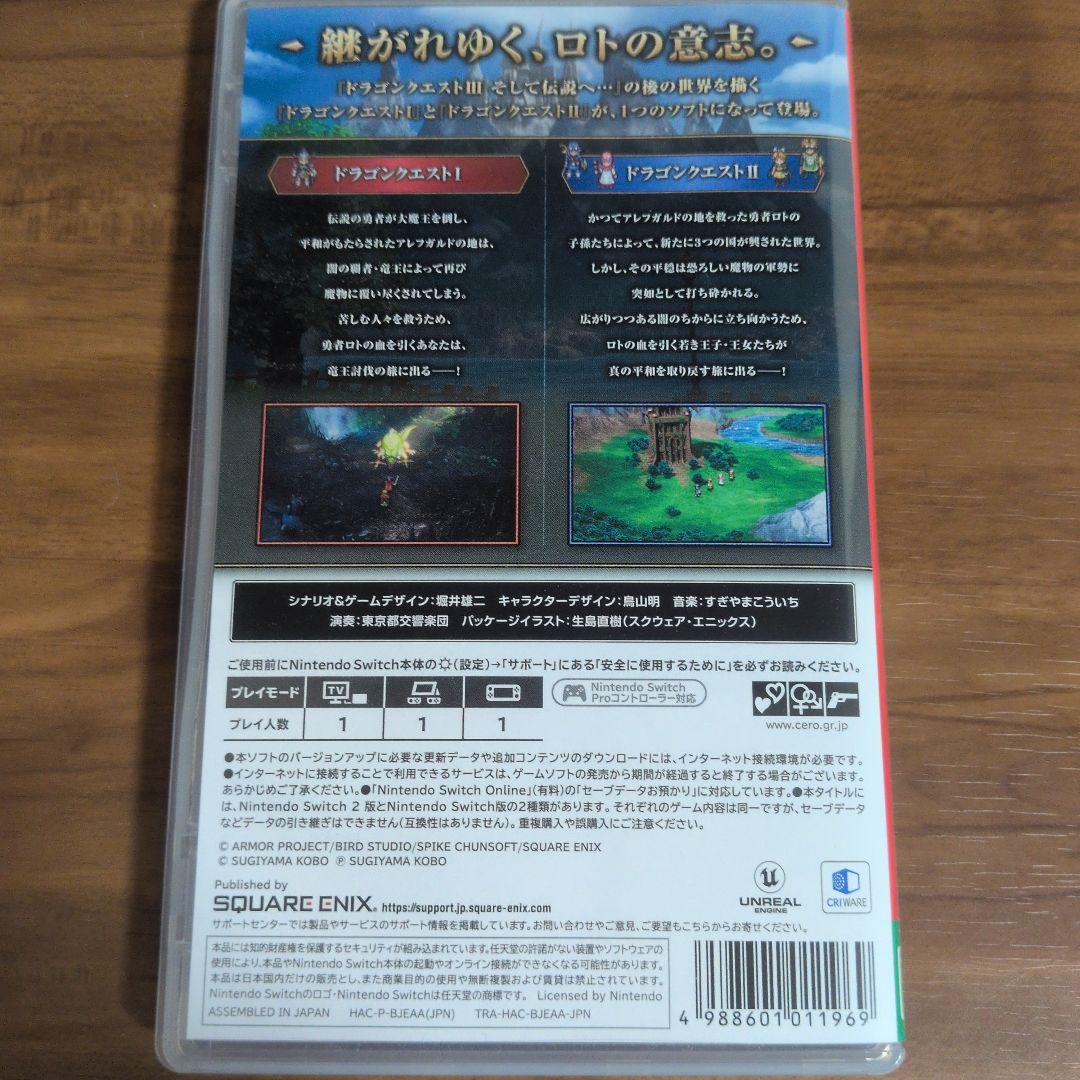 継がれゆく、ロトの意志。
『ドラゴンクエストIII そして伝説へ…』の後の世界を描く
『ドラゴンクエストI』と『ドラゴンクエストII』が、1つのソフトになって登場。
ドラゴンクエストI
伝説の勇者が大魔王を倒し、
平和がもたらされたアレフガルドの地は、
闇の覇者・竜王によって再び
魔物に覆い尽くされてしまう。
苦しむ人々を救うため、
勇者ロトの血を引くあなたは、
竜王討伐の旅に出る──!
ドラゴンクエストII
かつてアレフガルドの地を救った勇者ロトの
子孫たちによって、新たに3つの国が興された世界。
しかし、その平穏は恐ろしい魔物の軍勢に
突如として打ち砕かれる。
広がりつつある闇のちからに立ち向かうため、
ロトの血を引く若き王子・王女たちが
真の平和を取り戻す旅に出る──!
シナリオ&ゲームデザイン:堀井雄二 キャラクターデザイン:鳥山明 音楽:すぎやまこういち
演奏:東京都交響楽団 パッケージイラスト:生島直樹(スクウェア・エニックス)
ご使用前にNintendo Switch本体の(設定)→「サポート」にある「安全に使用するために」を必ずお読みください。
プレイモード TV
プレイ人数 1 1 1
Nintendo Switch
Proコントローラー対応
www.cero.gr.jp
●本ソフトのバージョンアップに必要な更新データや追加コンテンツのダウンロードには、インターネット接続環境が必要です。
●インターネットに接続することで利用できるサービスは、ゲームソフトの発売から期間が経過すると終了する場合がございます。
あらかじめご了承ください。●「Nintendo Switch Online」(有料)の「セーブデータお預かり」に対応しています。●本タイトルに
は、Nintendo Switch 2 版とNintendo Switch版の2種類があります。それぞれのゲーム内容は同一ですが、セーブデータ
などデータの引き継ぎはできません(互換性はありません)。重複購入や誤購入にご注意ください。
© ARMOR PROJECT/BIRD STUDIO/SPIKE CHUNSOFT/SQUARE ENIX
© SUGIYAMA KOBO ℗ SUGIYAMA KOBO
Published by
SQUARE ENIX. https://support.jp.square-enix.com
UNREAL
ENGINE
CRIWARE
サポートセンターでは製品やサービスのサポート情報を掲載しています。お問い合わせやご意見、ご要望もこちらからお寄せください。
本品には知的財産権を保護するセキュリティが組み込まれています。任天堂の許諾がない装置やソフトウェアの
使用により、本品やNintendo Switch本体の起動やオンライン接続ができなくなる可能性があります。
本品は日本国内だけの販売とし、また商業目的の使用や無断複製および賃貸は禁止されています。
Nintendo Switchのロゴ・Nintendo Switchは任天堂の商標です。 Licensed by Nintendo
ASSEMBLED IN JAPAN HAC-P-BJEAA(JPN) TRA-HAC-BJEAA-JPN
4 988601 011969